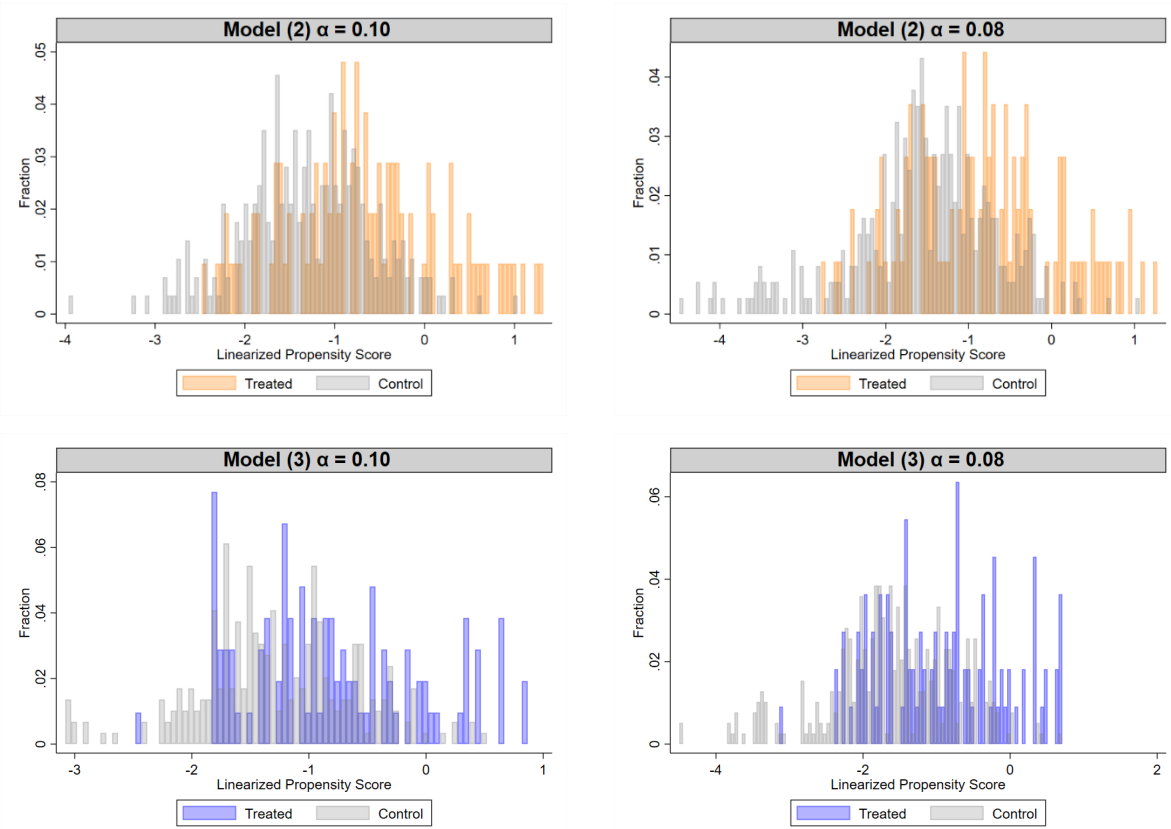 Model (2) α = 0.10
Fraction
.05
.04
.03
.02
.01
0
-4 -3 -2 -1 0 1
Linearized Propensity Score
Treated Control
Model (2) α = 0.08
Fraction
.04
.03
.02
.01
0
-4 -3 -2 -1 0 1
Linearized Propensity Score
Treated Control
Model (3) α = 0.10
Fraction
.08
.06
.04
.02
0
-3 -2 -1 0 1
Linearized Propensity Score
Treated Control
Model (3) α = 0.08
Fraction
.06
.04
.02
0
-4 -2 0 2
Linearized Propensity Score
Treated Control